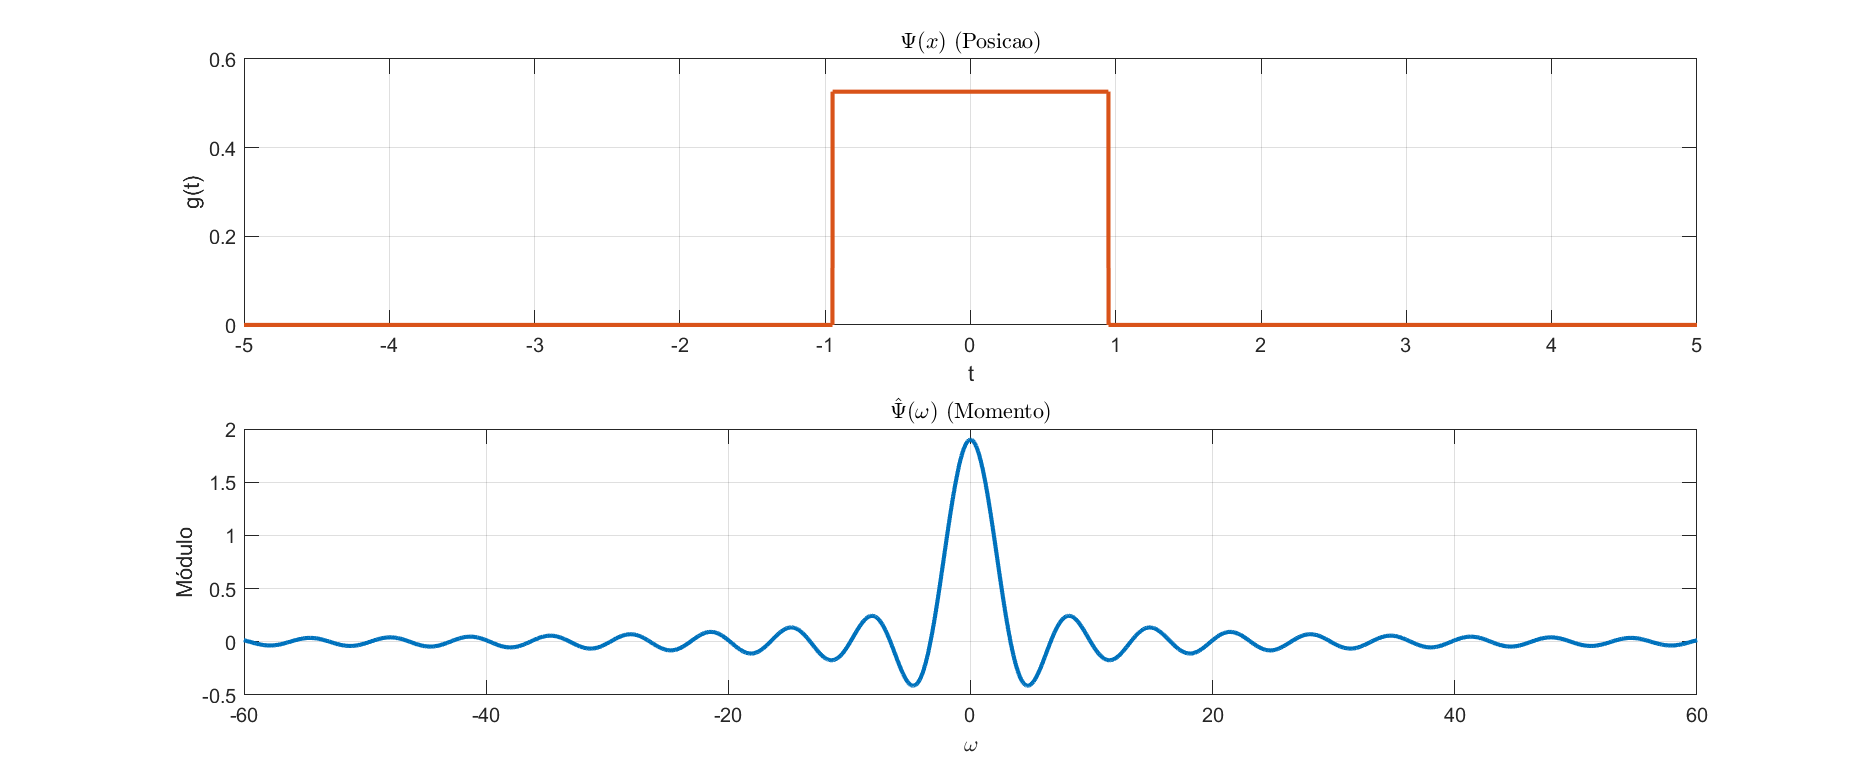 Ψ(x) (Posicao)
0.6
0.4
0.2
0
g(t)
-5 -4 -3 -2 -1 0 1 2 3 4 5
t
Ψ̂(ω) (Momento)
2
1.5
1
0.5
0
-0.5
Módulo
-60 -40 -20 0 20 40 60
ω